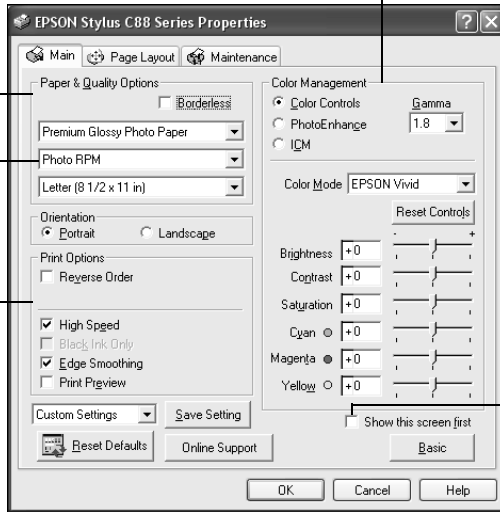 EPSON Stylus C88 Series Properties
Main
Page Layout
Maintenance
Paper & Quality Options
Borderless
Premium Glossy Photo Paper
Photo RPM
Letter (8 1/2 x 11 in)
Orientation
Portrait
Landscape
Print Options
Reverse Order
High Speed
Black Ink Only
Edge Smoothing
Print Preview
Custom Settings
Save Setting
Reset Defaults
Online Support
Color Management
Color Controls
PhotoEnhance
ICM
Gamma
1.8
Color Mode
EPSON Vivid
Reset Controls
- +
Brightness +0
Contrast +0
Saturation +0
Cyan +0
Magenta +0
Yellow +0
Show this screen first
Basic
OK
Cancel
Help